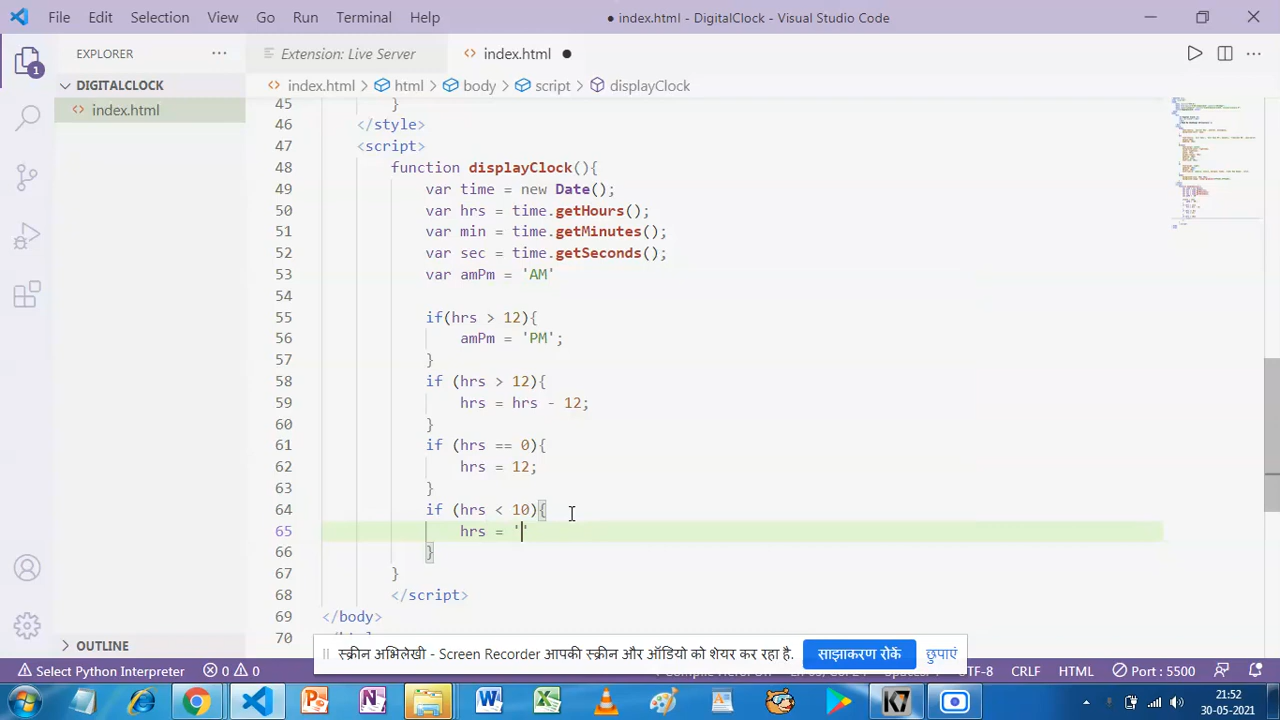 File Edit Selection View Go Run Terminal Help ● index.html - DigitalClock - Visual Studio Code
EXPLORER ··· Extension: Live Server index.html ●
DIGITALCLOCK index.html > html > body > script > displayClock
index.html
45 }
46 </style>
47 <script>
48 function displayClock(){
49 var time = new Date();
50 var hrs = time.getHours();
51 var min = time.getMinutes();
52 var sec = time.getSeconds();
53 var amPm = 'AM'
54
55 if(hrs > 12){
56 amPm = 'PM';
57 }
58 if (hrs > 12){
59 hrs = hrs - 12;
60 }
61 if (hrs == 0){
62 hrs = 12;
63 }
64 if (hrs < 10){
65 hrs = ''
66 }
67 }
68 </script>
69 </body>
70
OUTLINE
स्क्रीन अभिलेखी - Screen Recorder आपकी स्क्रीन और ऑडियो को शेयर कर रहा है. साझाकरण रोकें छुपाएं
Select Python Interpreter 0 0 UTF-8 CRLF HTML Port : 5500
21:52
30-05-2021